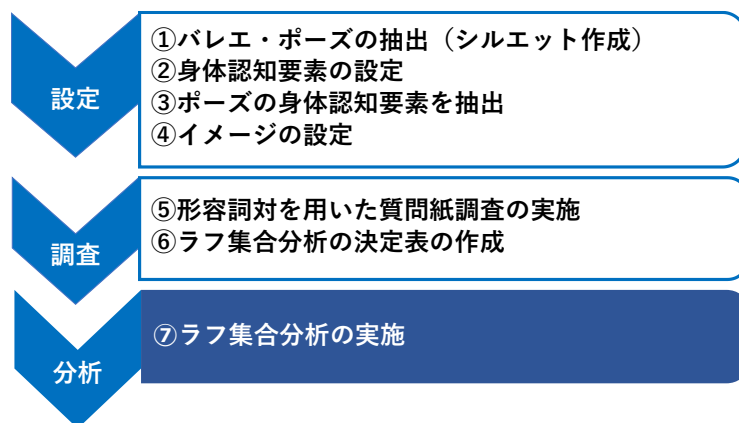 設定
①バレエ・ポーズの抽出（シルエット作成）
②身体認知要素の設定
③ポーズの身体認知要素を抽出
④イメージの設定
調査
⑤形容詞対を用いた質問紙調査の実施
⑥ラフ集合分析の決定表の作成
分析
⑦ラフ集合分析の実施